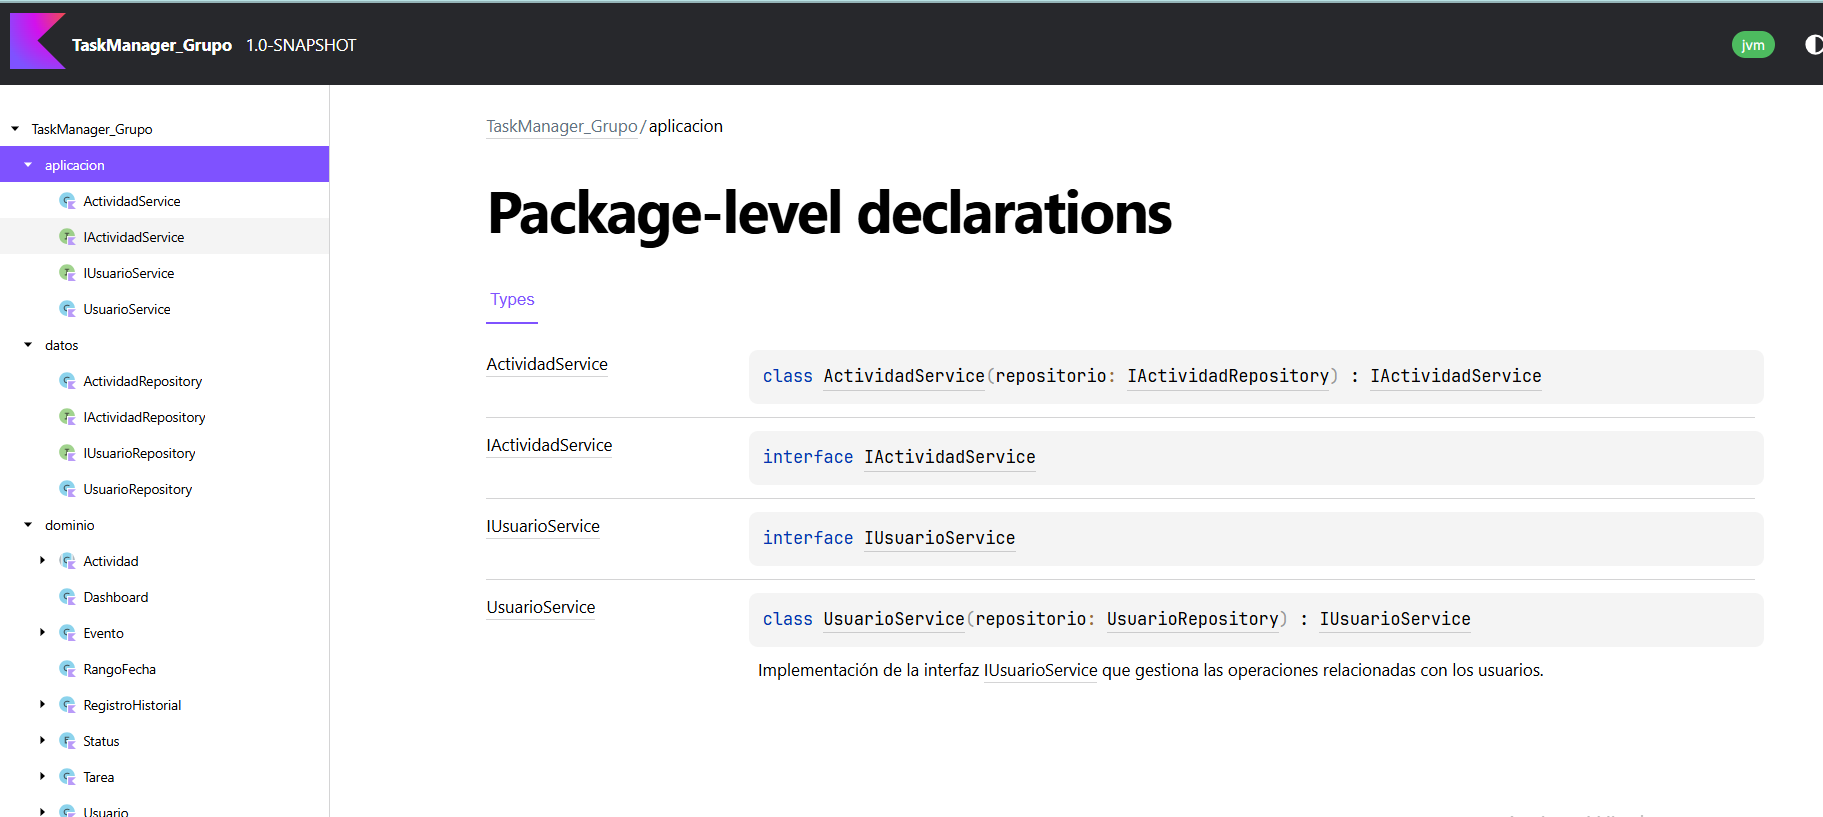 TaskManager_Grupo 1.0-SNAPSHOT
jvm
TaskManager_Grupo
aplicacion
ActividadService
IActividadService
IUsuarioService
UsuarioService
datos
ActividadRepository
IActividadRepository
IUsuarioRepository
UsuarioRepository
dominio
Actividad
Dashboard
Evento
RangoFecha
RegistroHistorial
Status
Tarea
Usuario
TaskManager_Grupo/aplicacion
Package-level declarations
Types
ActividadService
class ActividadService(repositorio: IActividadRepository) : IActividadService
IActividadService
interface IActividadService
IUsuarioService
interface IUsuarioService
UsuarioService
class UsuarioService(repositorio: UsuarioRepository) : IUsuarioService
Implementación de la interfaz IUsuarioService que gestiona las operaciones relacionadas con los usuarios.